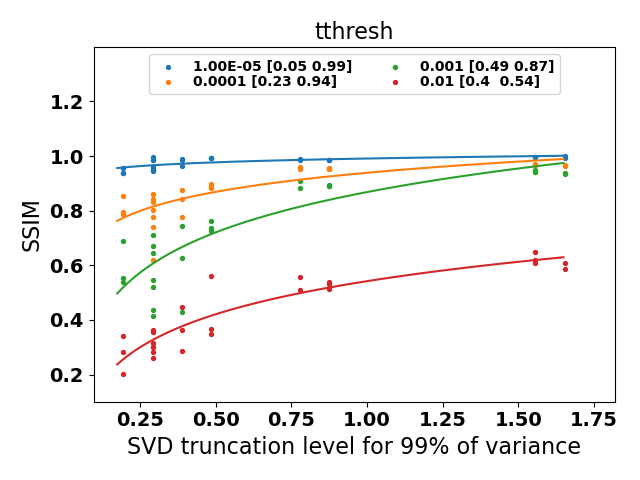 tthresh
1.00E-05 [0.05 0.99]
0.0001 [0.23 0.94]
0.001 [0.49 0.87]
0.01 [0.4  0.54]
SSIM
1.2
1.0
0.8
0.6
0.4
0.2
0.25 0.50 0.75 1.00 1.25 1.50 1.75
SVD truncation level for 99% of variance